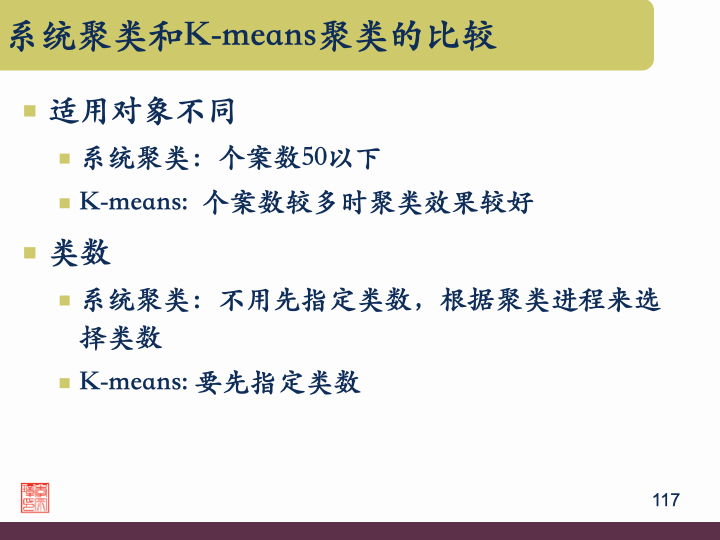 系统聚类和K-means聚类的比较
适用对象不同
系统聚类：个案数50以下
K-means: 个案数较多时聚类效果较好
类数
系统聚类：不用先指定类数，根据聚类进程来选
择类数
K-means: 要先指定类数
117